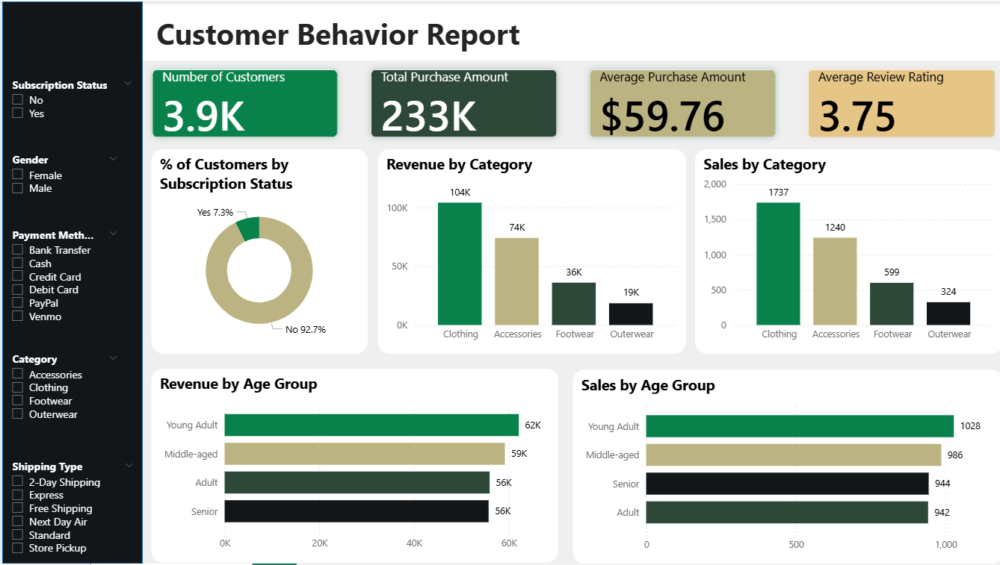 Customer Behavior Report
Subscription Status
No
Yes
Gender
Female
Male
Payment Meth...
Bank Transfer
Cash
Credit Card
Debit Card
PayPal
Venmo
Category
Accessories
Clothing
Footwear
Outerwear
Shipping Type
2-Day Shipping
Express
Free Shipping
Next Day Air
Standard
Store Pickup
Number of Customers
3.9K
Total Purchase Amount
233K
Average Purchase Amount
$59.76
Average Review Rating
3.75
% of Customers by
Subscription Status
Yes 7.3%
No 92.7%
Revenue by Category
104K
100K
74K
50K
36K
19K
0K
Clothing Accessories Footwear Outerwear
Sales by Category
2,000
1737
1,500
1240
1,000
599
500
324
0
Clothing Accessories Footwear Outerwear
Revenue by Age Group
Young Adult 62K
Middle-aged 59K
Adult 56K
Senior 56K
0K 20K 40K 60K
Sales by Age Group
Young Adult 1028
Middle-aged 986
Senior 944
Adult 942
0 500 1,000